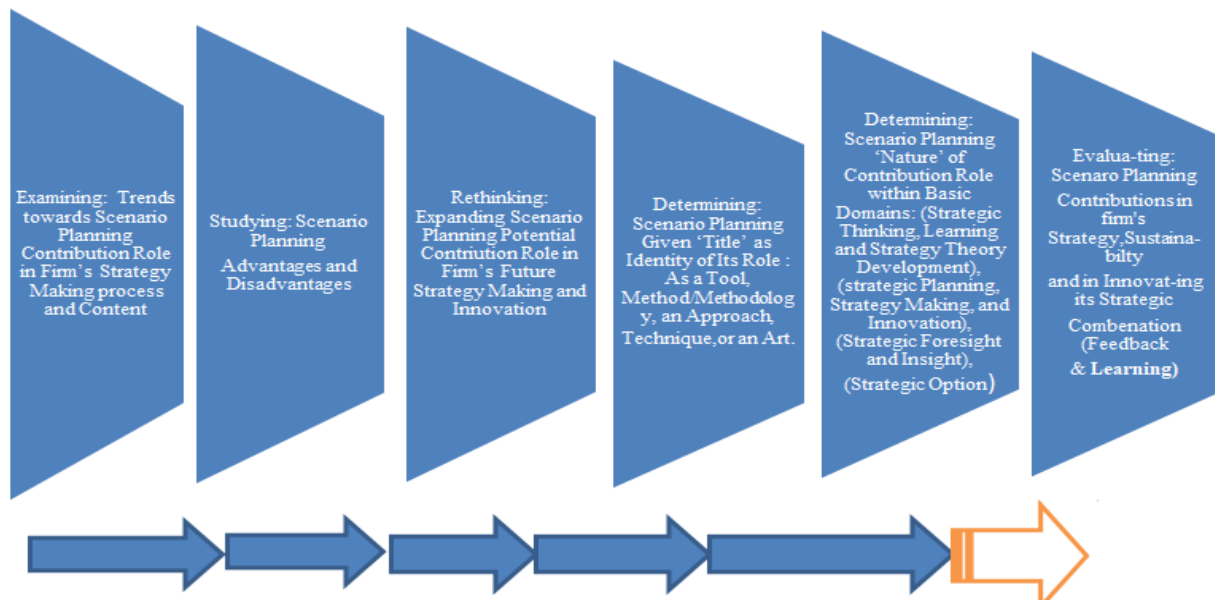 Examining: Trends
towards Scenario
Planning
Contribution Role
in Firm's Strategy
Making process
and Content
Studying: Scenario
Planning
Advantages and
Disadvantages
Rethinking:
Expanding Scenario
Planning Potential
Contriution Role in
Firm's Future
Strategy Making and
Innovation
Determining:
Scenario Planning
Given 'Title' as
Identity of Its Role :
As a Tool,
Method/Methodolog
y, an Approach,
Technique,or an Art.
Determining:
Scenario Planning
'Nature' of
Contribution Role
within Basic
Domains: (Strategic
Thinking, Learning
and Strategy Theory
Development),
(strategic Planning,
Strategy Making, and
Innovation),
(Strategic Foresight
and Insight),
(Strategic Option)
Evalua-ting:
Scenaro Planning
Contributions in
firm's
Strategy,Sustaina-
bilty
and in Innovat-ing
its Strategic
Combenation
(Feedback
& Learning)